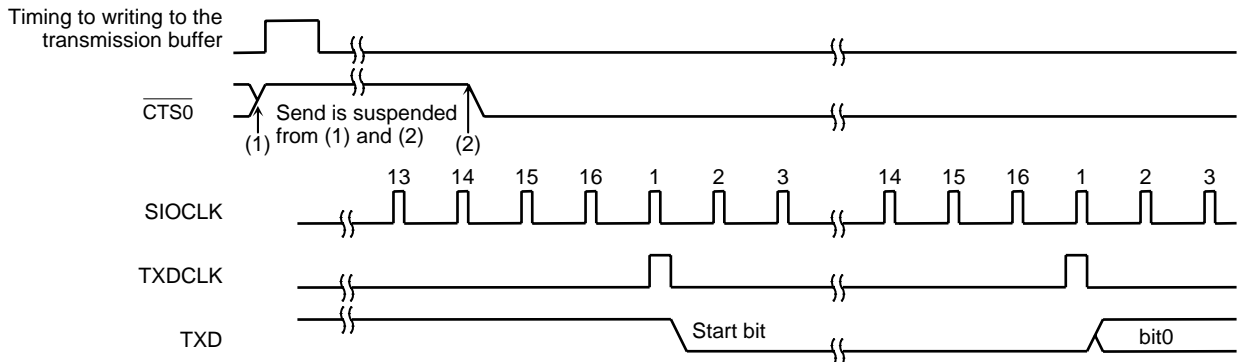 Timing to writing to the
transmission buffer
CTS0
Send is suspended
from (1) and (2)
(1)
(2)
13 14 15 16 1 2 3 14 15 16 1 2 3
SIOCLK
TXDCLK
TXD
Start bit
bit0